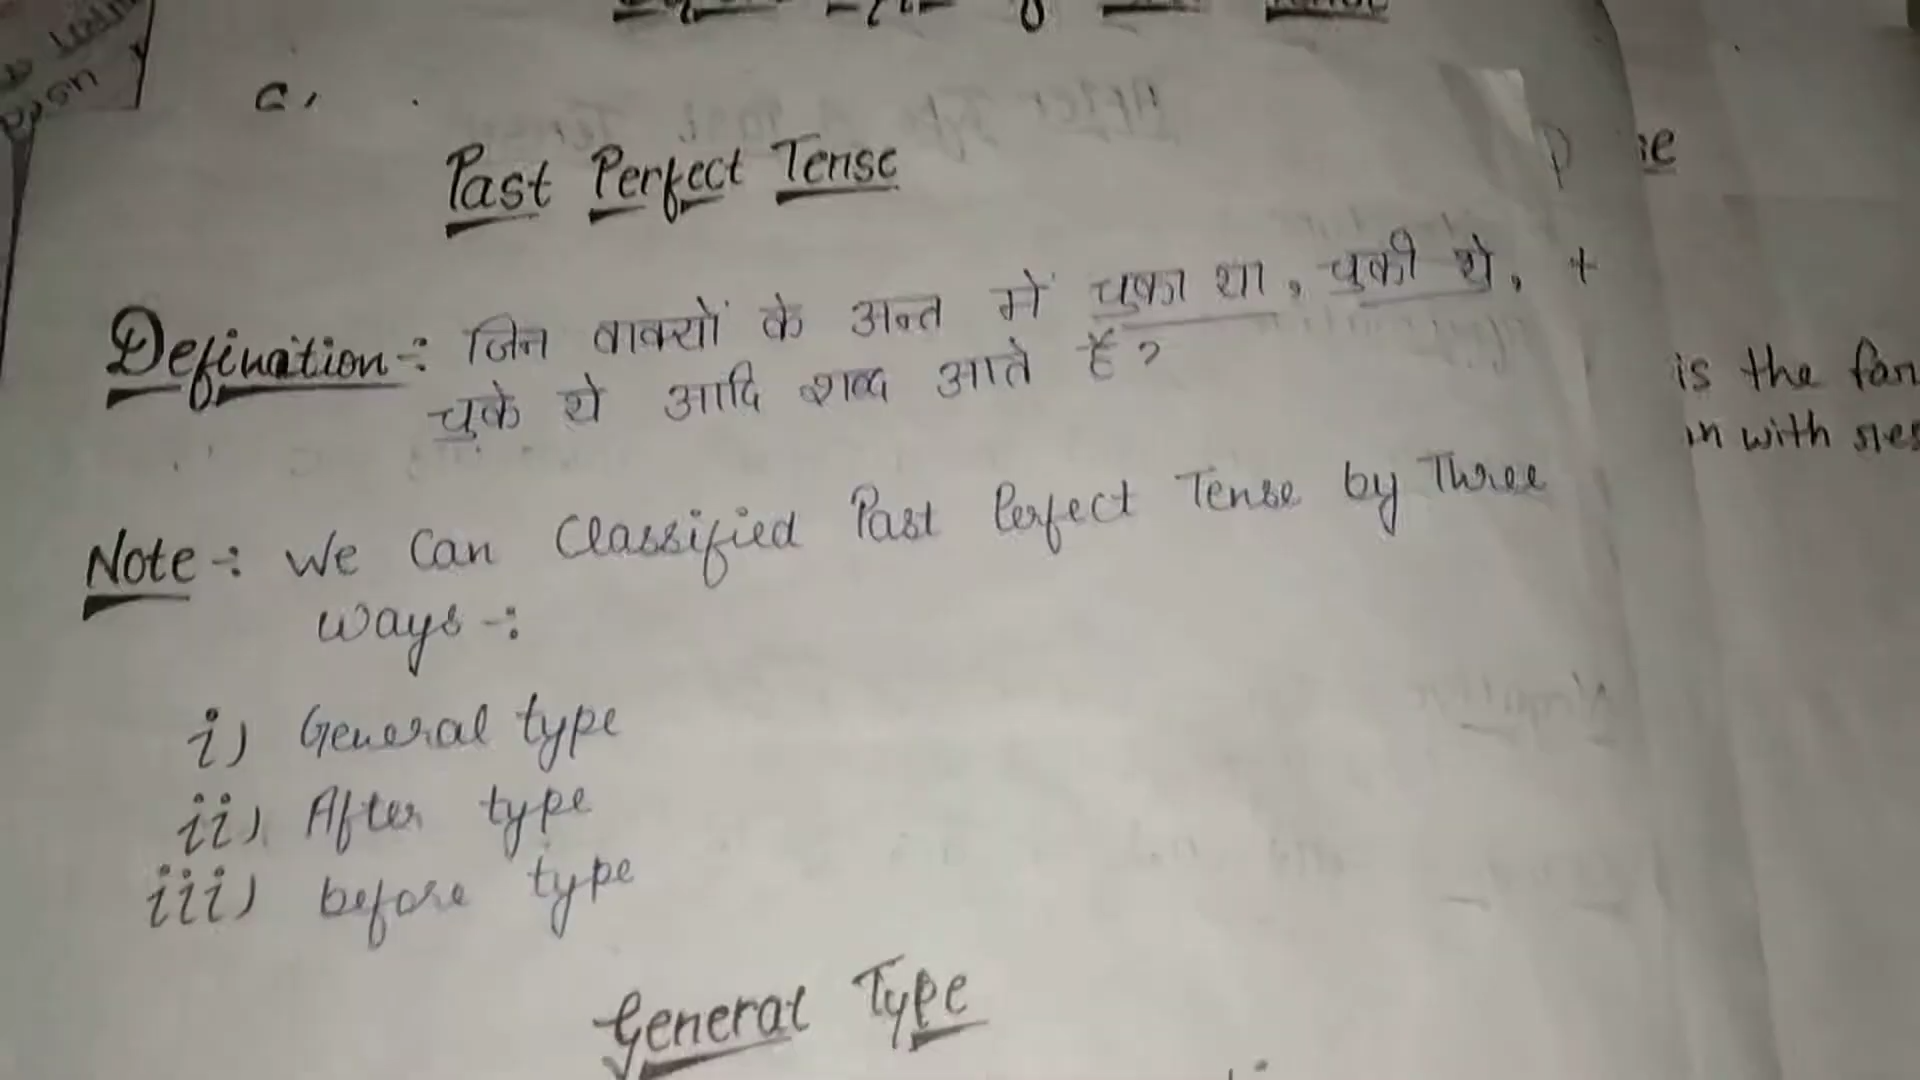 C.
Past Perfect Tense
Defination -: जिन वाक्यों के अन्त में चुका था, चुकी थे,
चुके थे आदि शब्द आते हैं?
Note -: We Can Classified Past Perfect Tense by Three
ways -:
i) General type
ii) After type
iii) before type
General Type
is the fan
in with